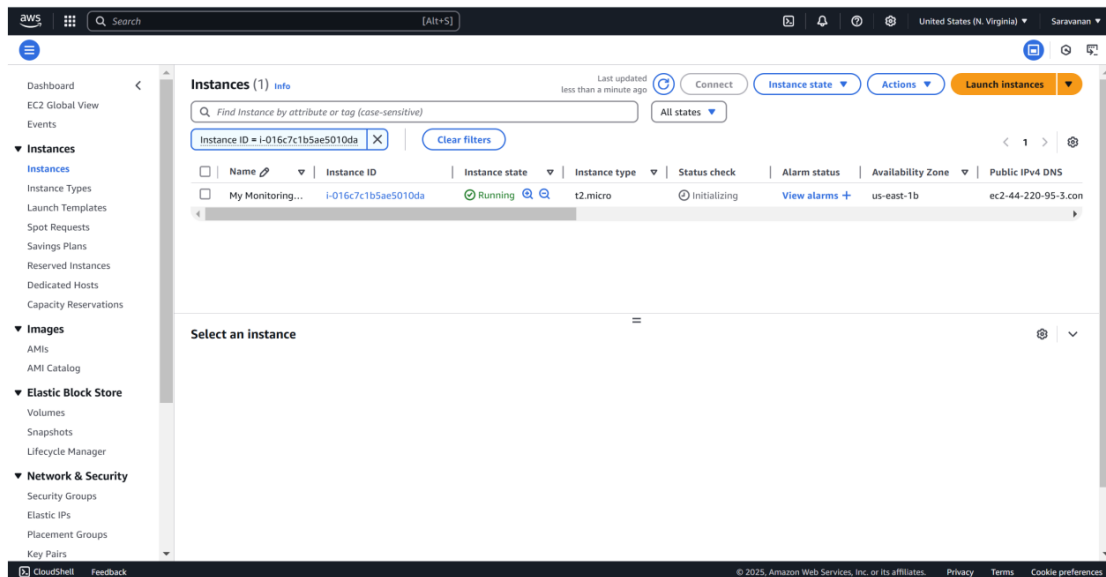 aws
Search
[Alt+S]
United States (N. Virginia) ▼
Saravanan ▼
Dashboard
EC2 Global View
Events
▼ Instances
Instances
Instance Types
Launch Templates
Spot Requests
Savings Plans
Reserved Instances
Dedicated Hosts
Capacity Reservations
▼ Images
AMIs
AMI Catalog
▼ Elastic Block Store
Volumes
Snapshots
Lifecycle Manager
▼ Network & Security
Security Groups
Elastic IPs
Placement Groups
Key Pairs
Instances (1) Info
Last updated
less than a minute ago
Connect
Instance state ▼
Actions ▼
Launch instances ▼
Find Instance by attribute or tag (case-sensitive)
All states ▼
Instance ID = i-016c7c1b5ae5010da
Clear filters
1
Name
Instance ID
Instance state
Instance type
Status check
Alarm status
Availability Zone
Public IPv4 DNS
My Monitoring...
i-016c7c1b5ae5010da
Running
t2.micro
Initializing
View alarms +
us-east-1b
ec2-44-220-95-3.con
Select an instance
CloudShell
Feedback
© 2025, Amazon Web Services, Inc. or its affiliates.
Privacy
Terms
Cookie preferences